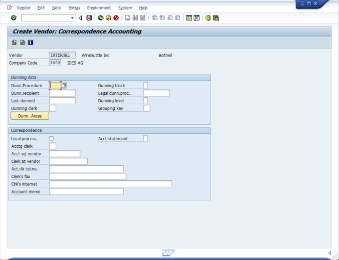 Vendor Edit Goto Extras Environment System Help
Create Vendor: Correspondence Accounting
Vendor Wireshuttle Inc Bothell
Company Code 1000 IDES AG
Dunning data
Dunn.Procedure Dunning block
Dunn.recipient Legal dunn.proc.
Last dunned Dunning level
Dunning clerk Grouping key
Dunn. Areas
Correspondence
Local process. Acct statement
Acctg clerk
Acct w/ vendor
Clerk at vendor
Act.clk tel.no.
Clerk's fax
Clrk's internet
Account memo
SAP